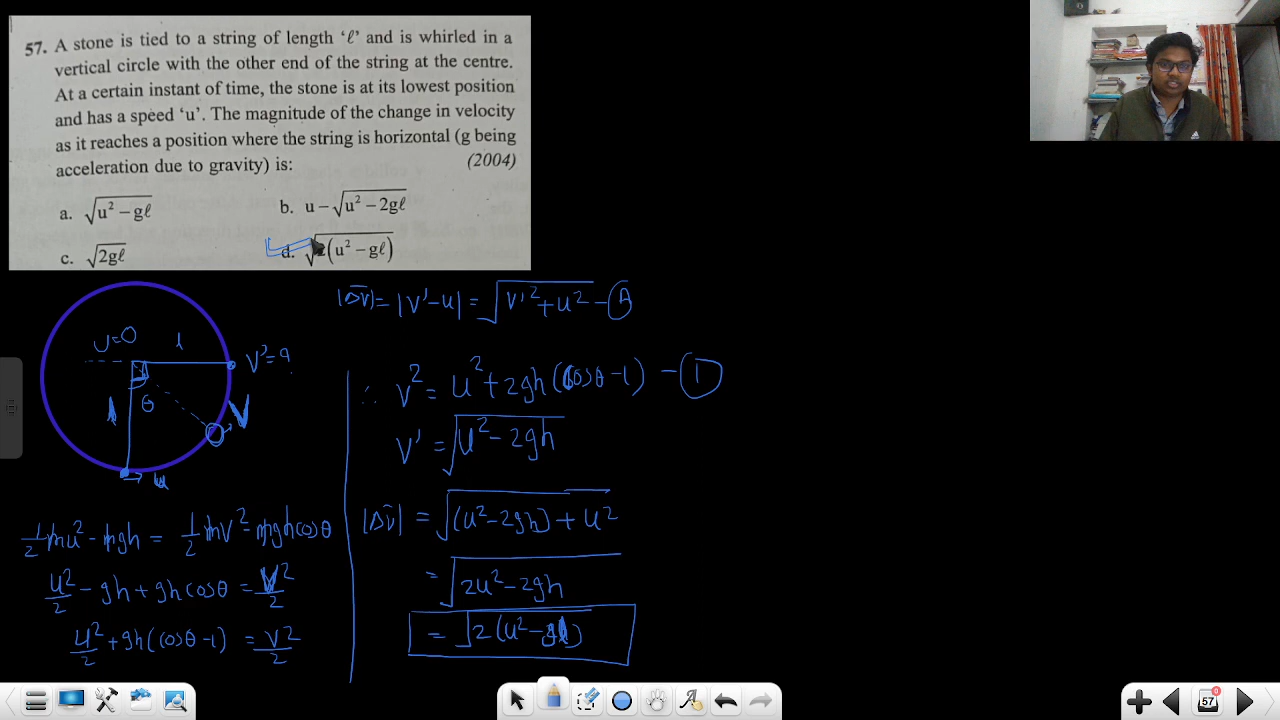 57. A stone is tied to a string of length ‘ℓ’ and is whirled in a
vertical circle with the other end of the string at the centre.
At a certain instant of time, the stone is at its lowest position
and has a speed ‘u’. The magnitude of the change in velocity
as it reaches a position where the string is horizontal (g being
acceleration due to gravity) is: (2004)
a. √(u² – gℓ) b. u – √(u² – 2gℓ)
c. √(2gℓ) d. √(2(u² – gℓ))
|Δv̅| = |V' – u| = √(V'² + u²) – (A)
U=0
l
V'=?
θ
V
u
∴ V² = u² + 2gh (cosθ – 1) – (1)
V' = √(u² – 2gh)
|Δv̅| = √((u² – 2gh) + u²)
= √(2u² – 2gh)
= √(2(u² – gl))
1/2 mu² – mgh = 1/2 mv² – mgh cosθ
u²/2 – gh + gh cosθ = V²/2
u²/2 + gh (cosθ – 1) = V²/2
57